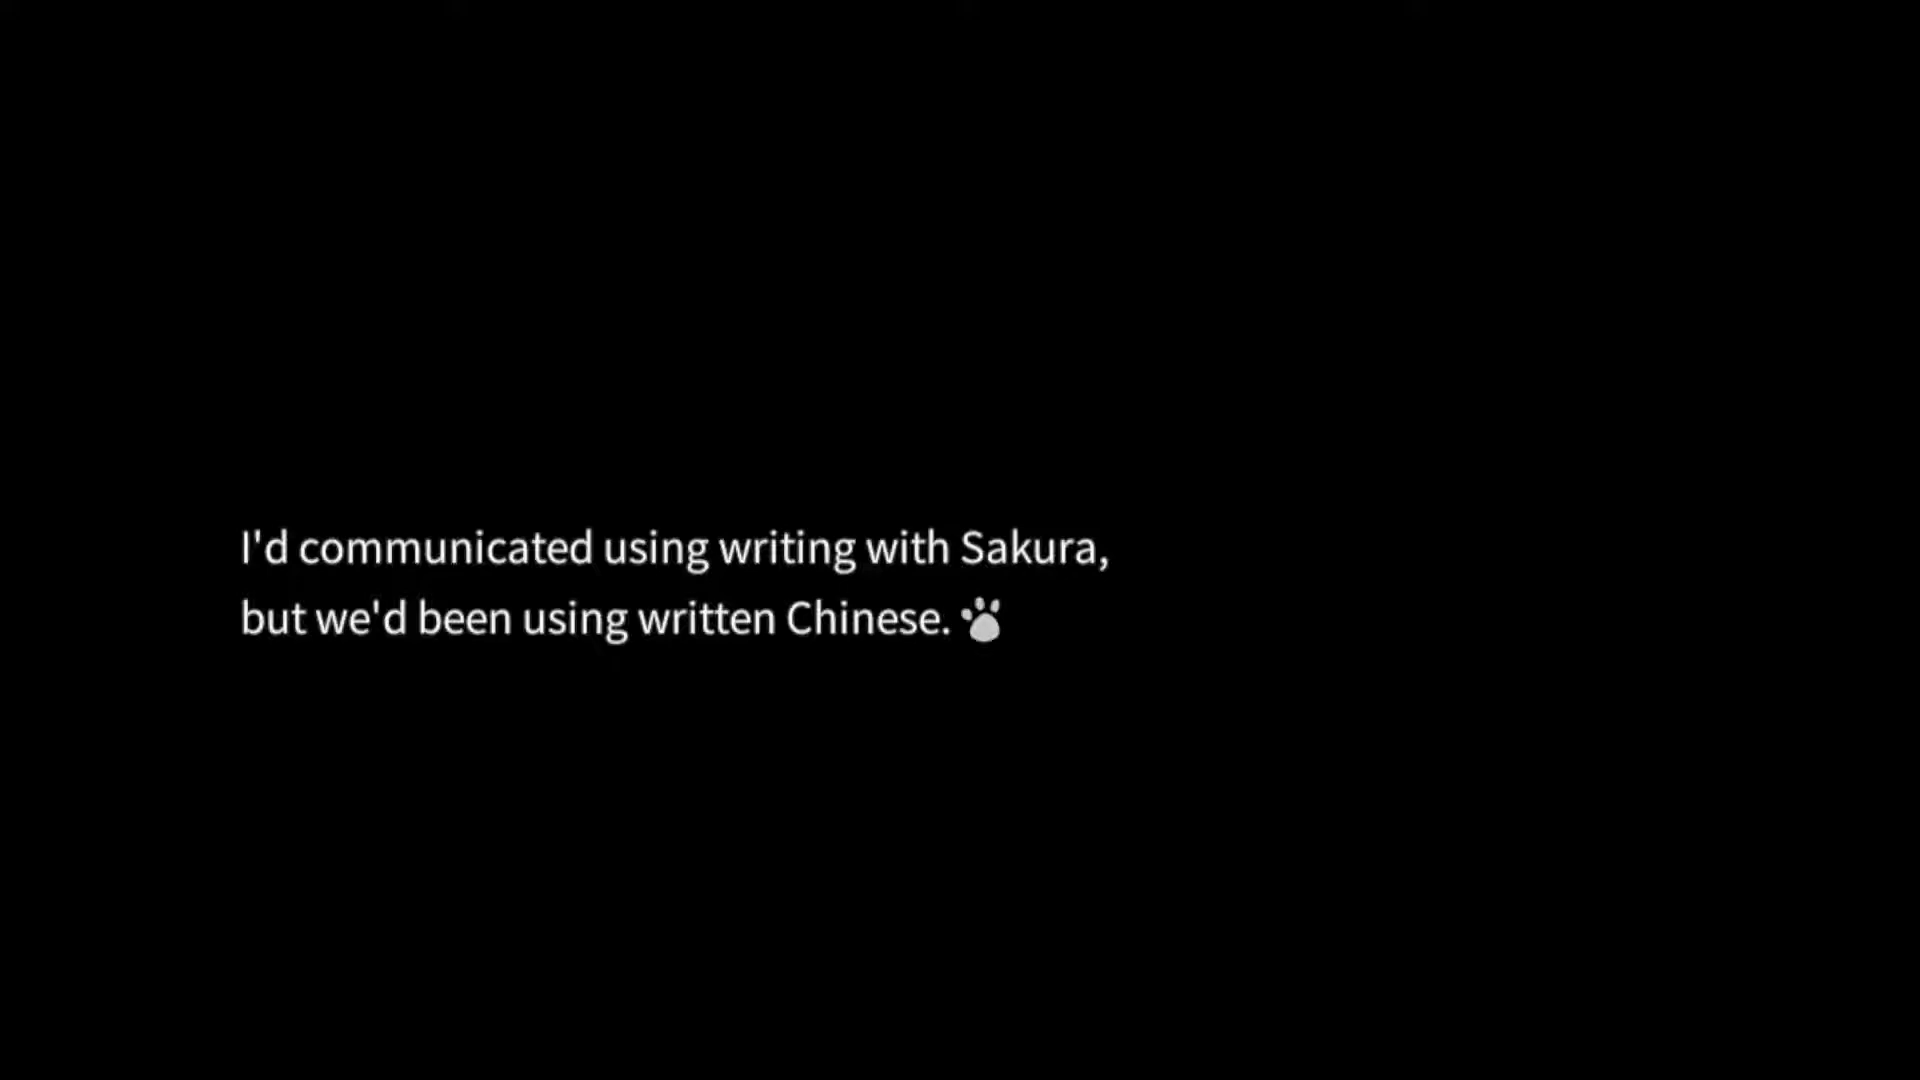 I'd communicated using writing with Sakura,
but we'd been using written Chinese.